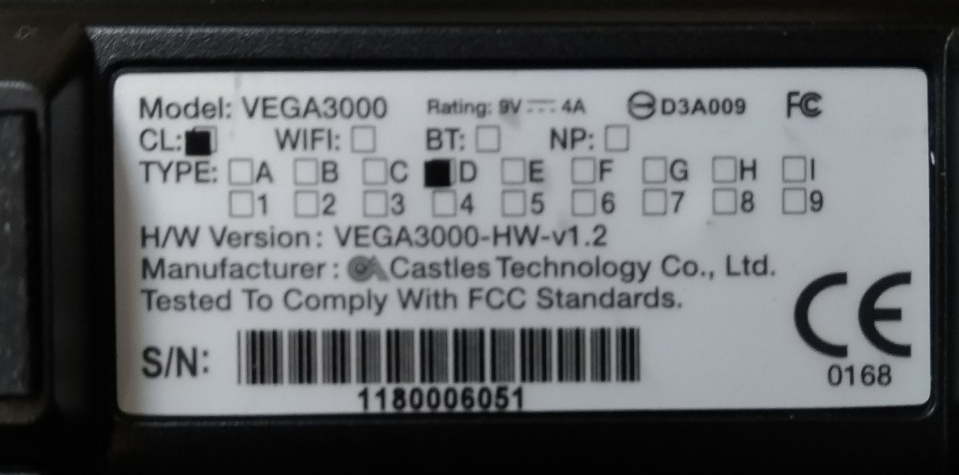 Model: VEGA3000 Rating: 9V⎓4A D3A009 FC
CL:■ WIFI:□ BT:□ NP:□
TYPE: □A □B □C ■D □E □F □G □H □I
□1 □2 □3 □4 □5 □6 □7 □8 □9
H/W Version: VEGA3000-HW-v1.2
Manufacturer: Castles Technology Co., Ltd.
Tested To Comply With FCC Standards.
CE
0168
S/N:
1180006051